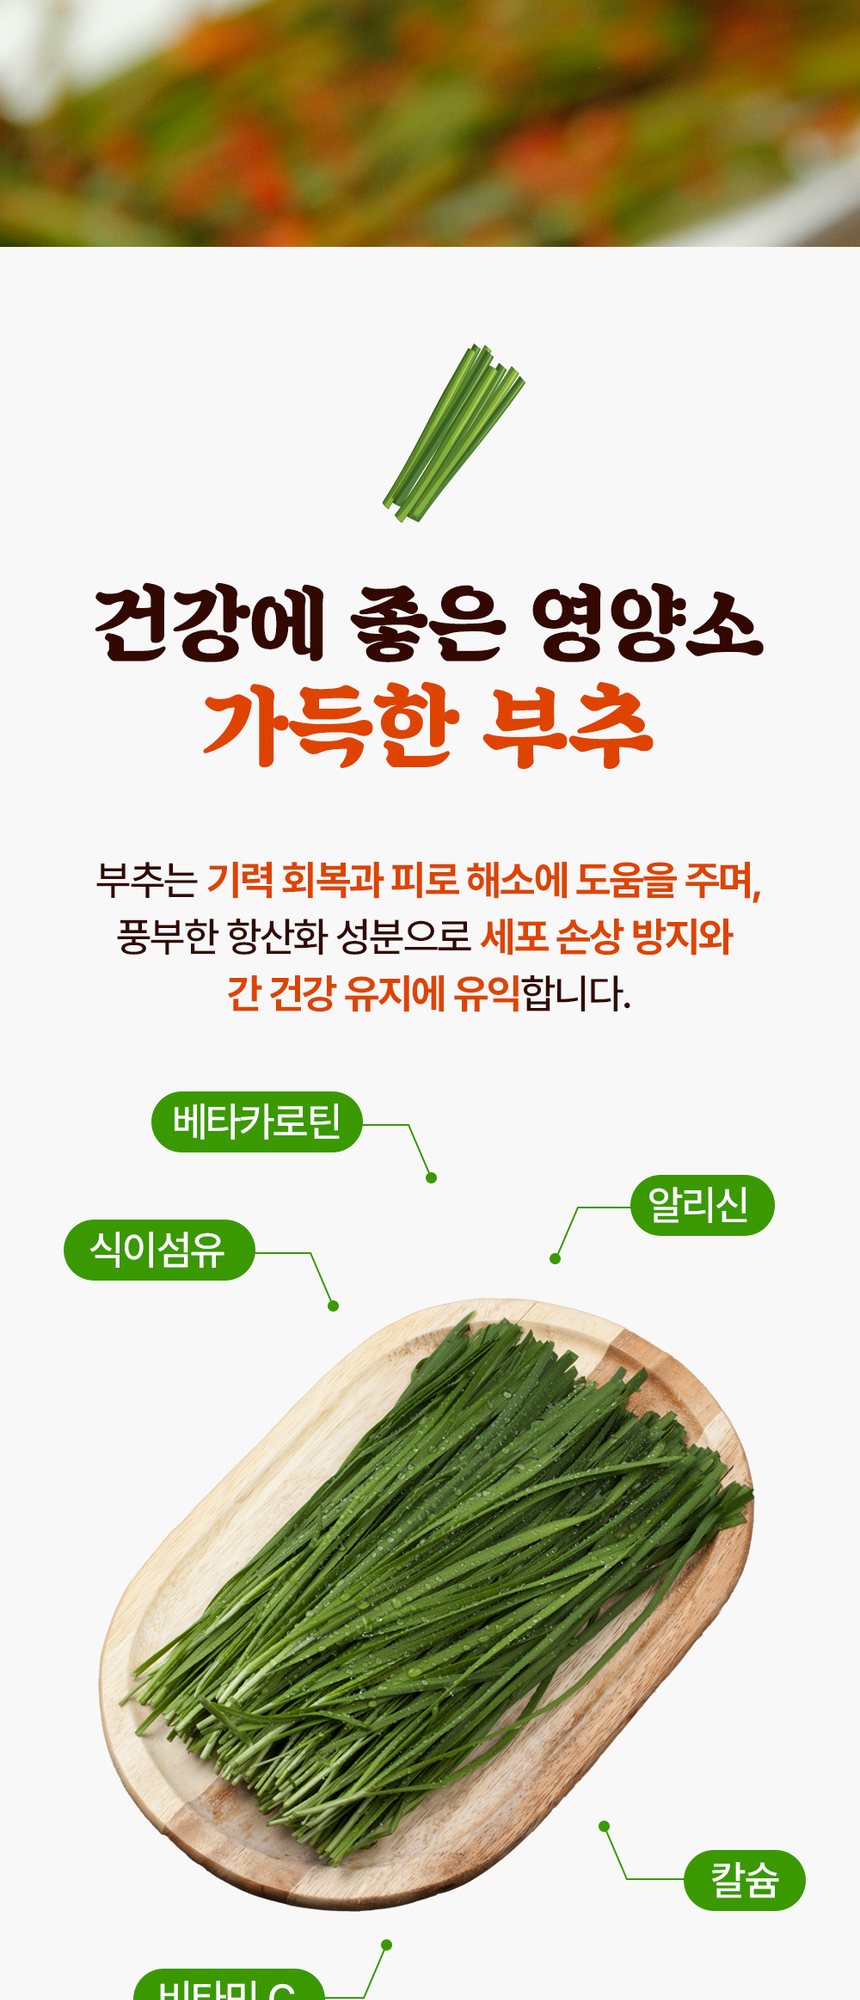 건강에 좋은 영양소
가득한 부추
부추는 기력 회복과 피로 해소에 도움을 주며,
풍부한 항산화 성분으로 세포 손상 방지와
간 건강 유지에 유익합니다.
베타카로틴
알리신
식이섬유
칼슘
비타민 C